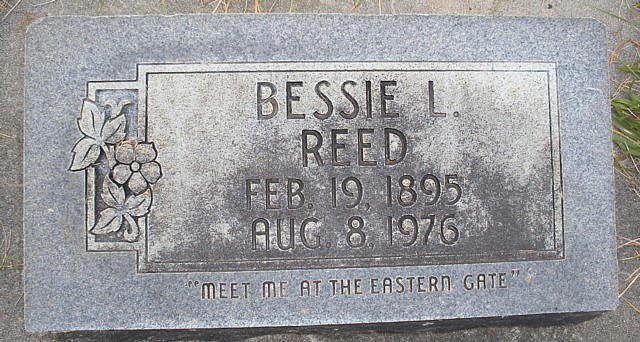 BESSIE L.
REED
FEB. 19, 1895
AUG. 8, 1976
"MEET ME AT THE EASTERN GATE"